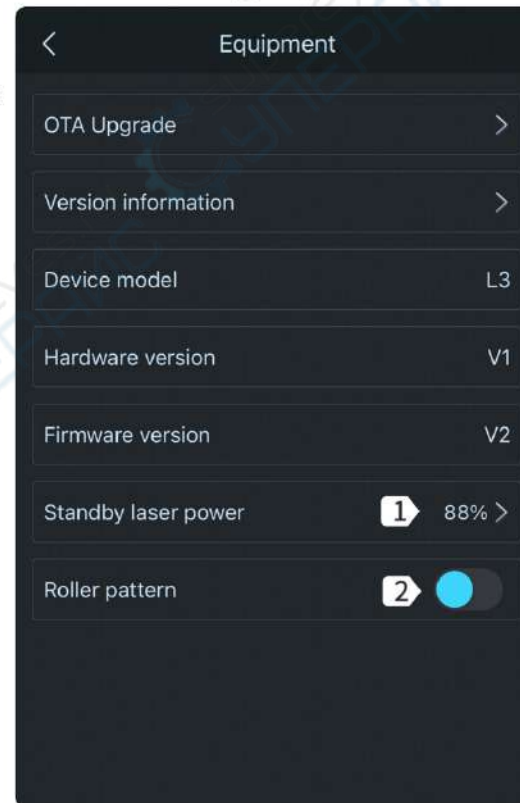 Equipment
OTA Upgrade
Version information
Device model L3
Hardware version V1
Firmware version V2
Standby laser power 1 88%
Roller pattern 2